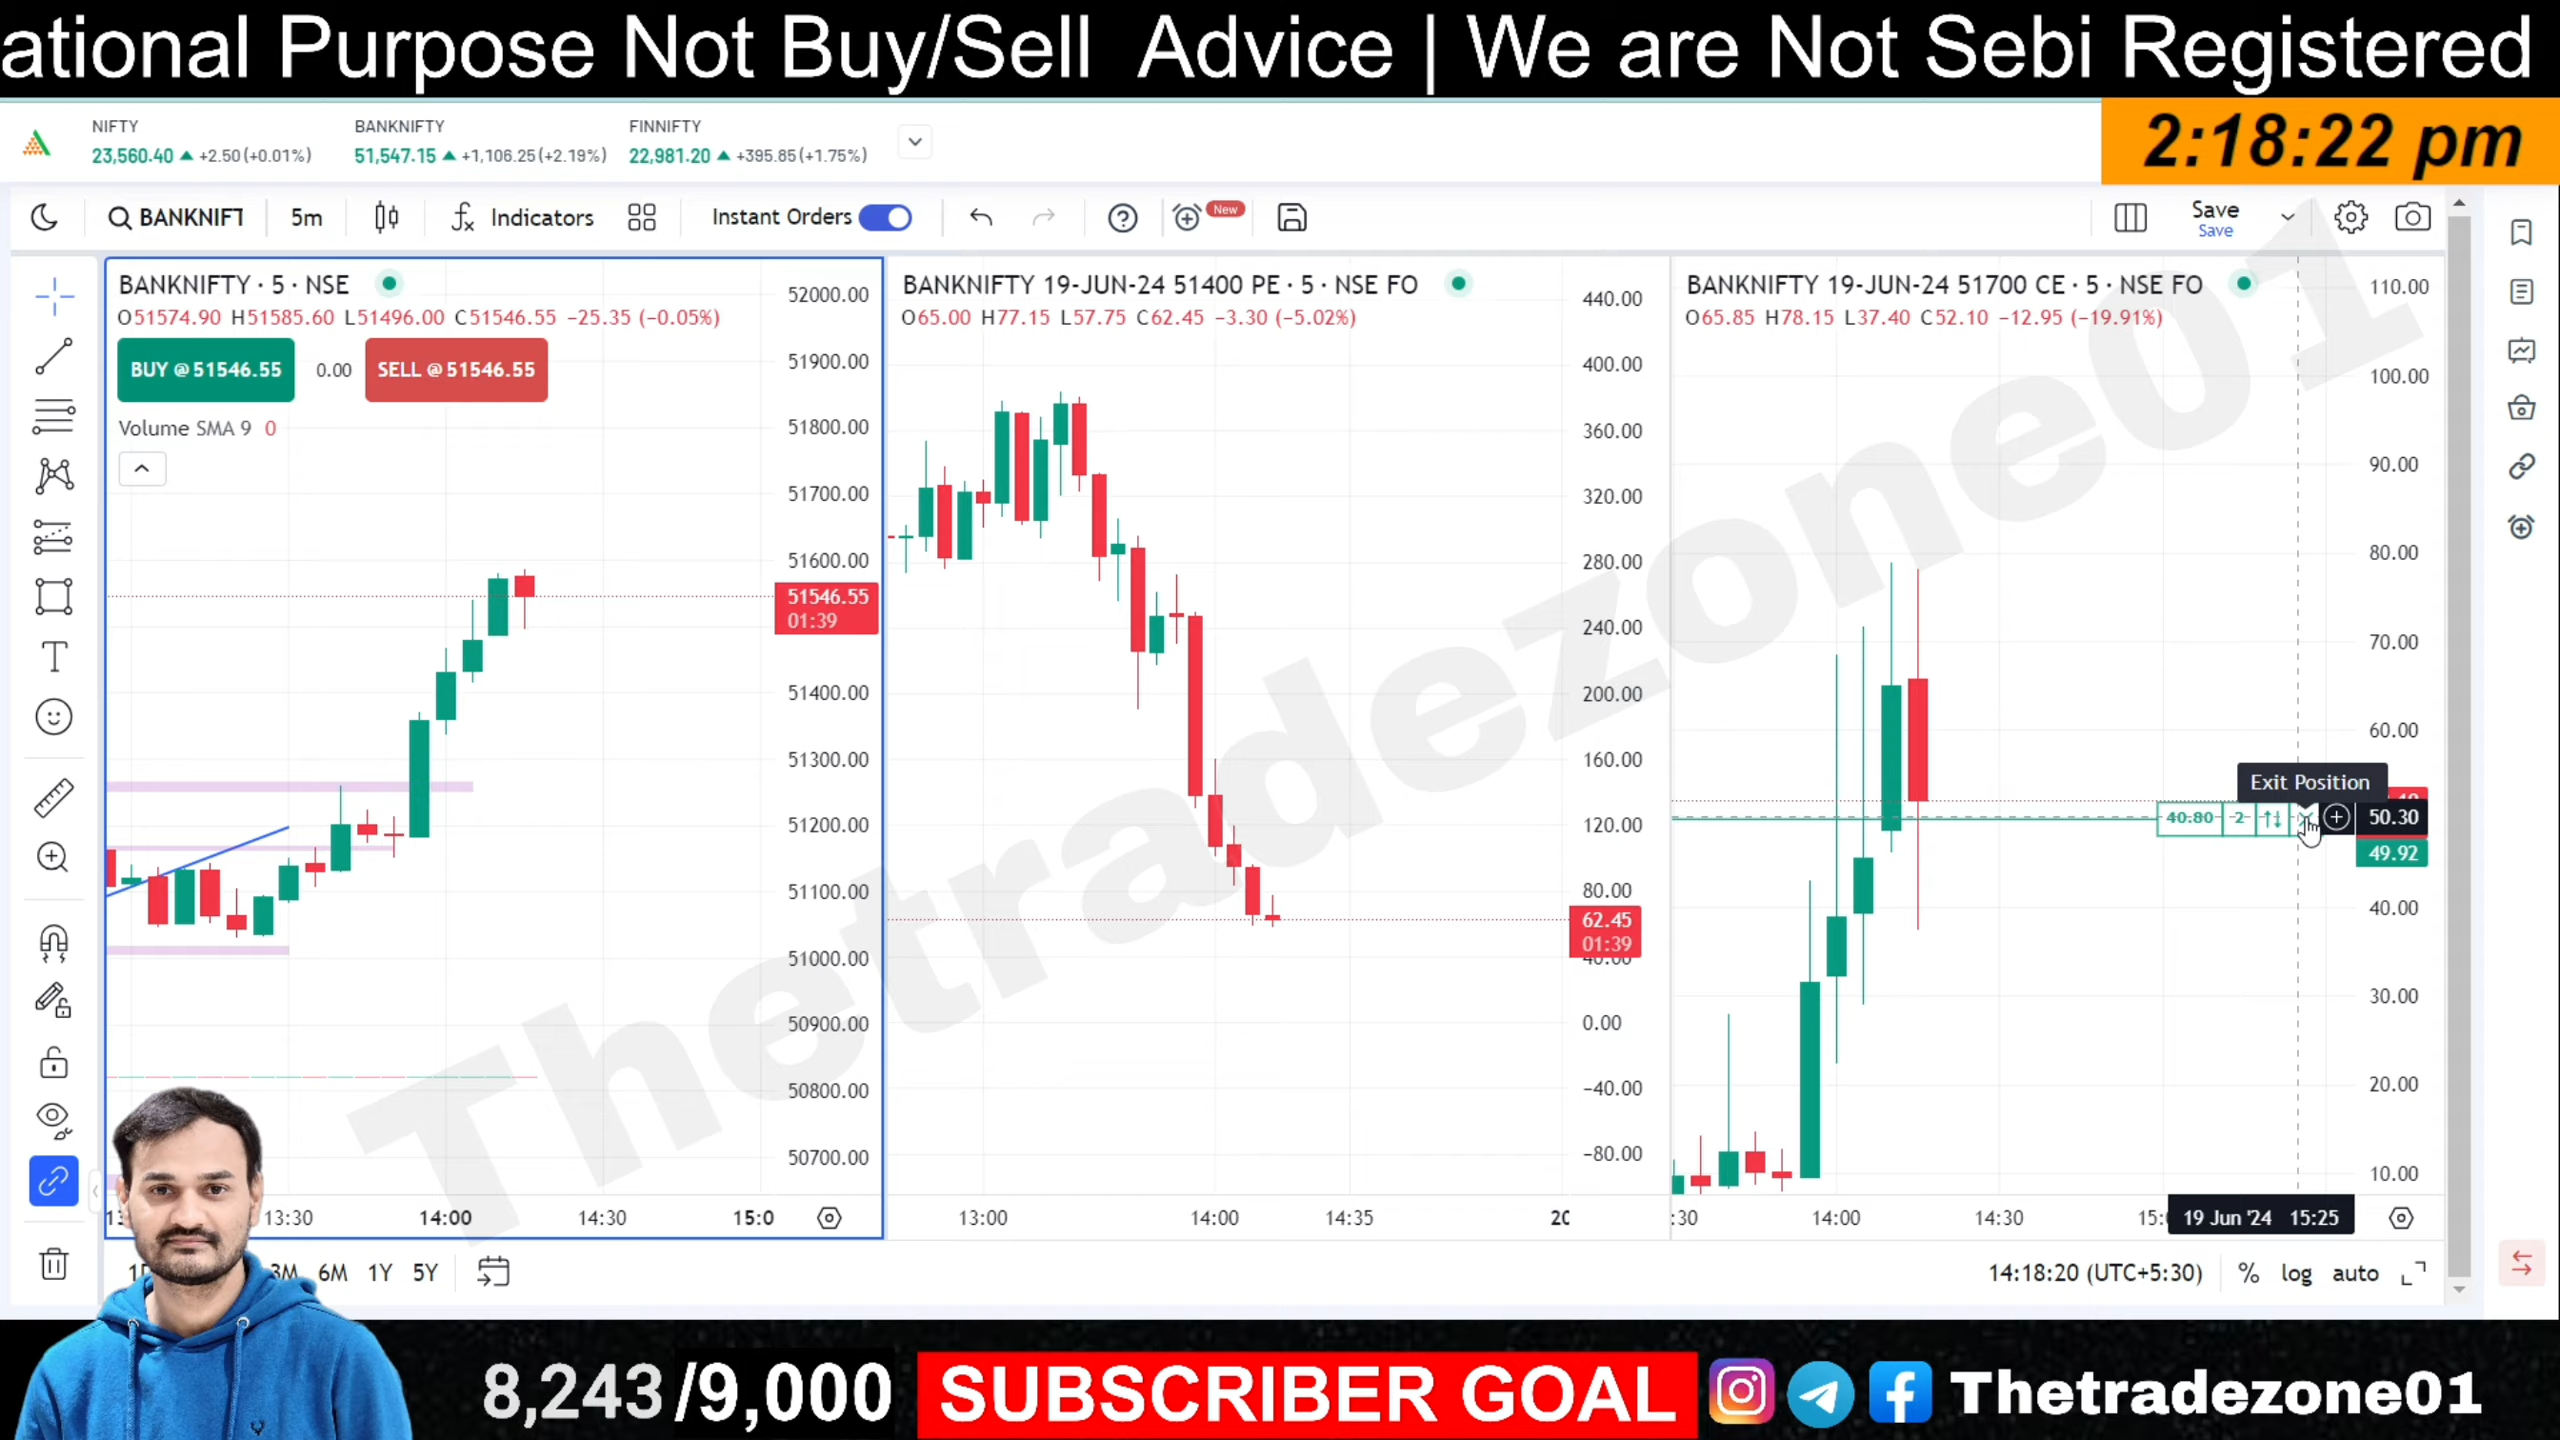 ational Purpose Not Buy/Sell Advice | We are Not Sebi Registered
2:18:22 pm
NIFTY
23,560.40 ▲ +2.50 (+0.01%)
BANKNIFTY
51,547.15 ▲ +1,106.25 (+2.19%)
FINNIFTY
22,981.20 ▲ +395.85 (+1.75%)
BANKNIFT
5m
Indicators
Instant Orders
New
Save
Save
BANKNIFTY · 5 · NSE
O51574.90 H51585.60 L51496.00 C51546.55 −25.35 (−0.05%)
BUY @ 51546.55
0.00
SELL @ 51546.55
Volume SMA 9 0
52000.00
51900.00
51800.00
51700.00
51600.00
51546.55
01:39
51400.00
51300.00
51200.00
51100.00
51000.00
50900.00
50800.00
50700.00
13:30
14:00
14:30
15:0
BANKNIFTY 19-JUN-24 51400 PE · 5 · NSE FO
O65.00 H77.15 L57.75 C62.45 −3.30 (−5.02%)
440.00
400.00
360.00
320.00
280.00
240.00
200.00
160.00
120.00
80.00
62.45
01:39
40.00
0.00
−40.00
−80.00
13:00
14:00
14:35
20
BANKNIFTY 19-JUN-24 51700 CE · 5 · NSE FO
O65.85 H78.15 L37.40 C52.10 −12.95 (−19.91%)
110.00
100.00
90.00
80.00
70.00
60.00
Exit Position
40.80
2
50.30
49.92
40.00
30.00
20.00
10.00
:30
14:00
14:30
15:
19 Jun '24 15:25
Thetradezone01
3M
6M
1Y
5Y
14:18:20 (UTC+5:30)
%
log
auto
8,243/9,000
SUBSCRIBER GOAL
Thetradezone01